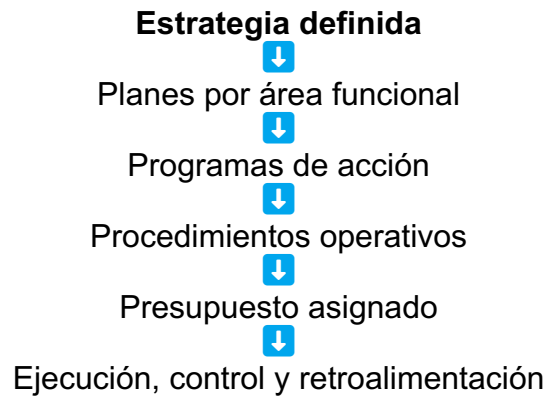 Estrategia definida
⬇️
Planes por área funcional
⬇️
Programas de acción
⬇️
Procedimientos operativos
⬇️
Presupuesto asignado
⬇️
Ejecución, control y retroalimentación